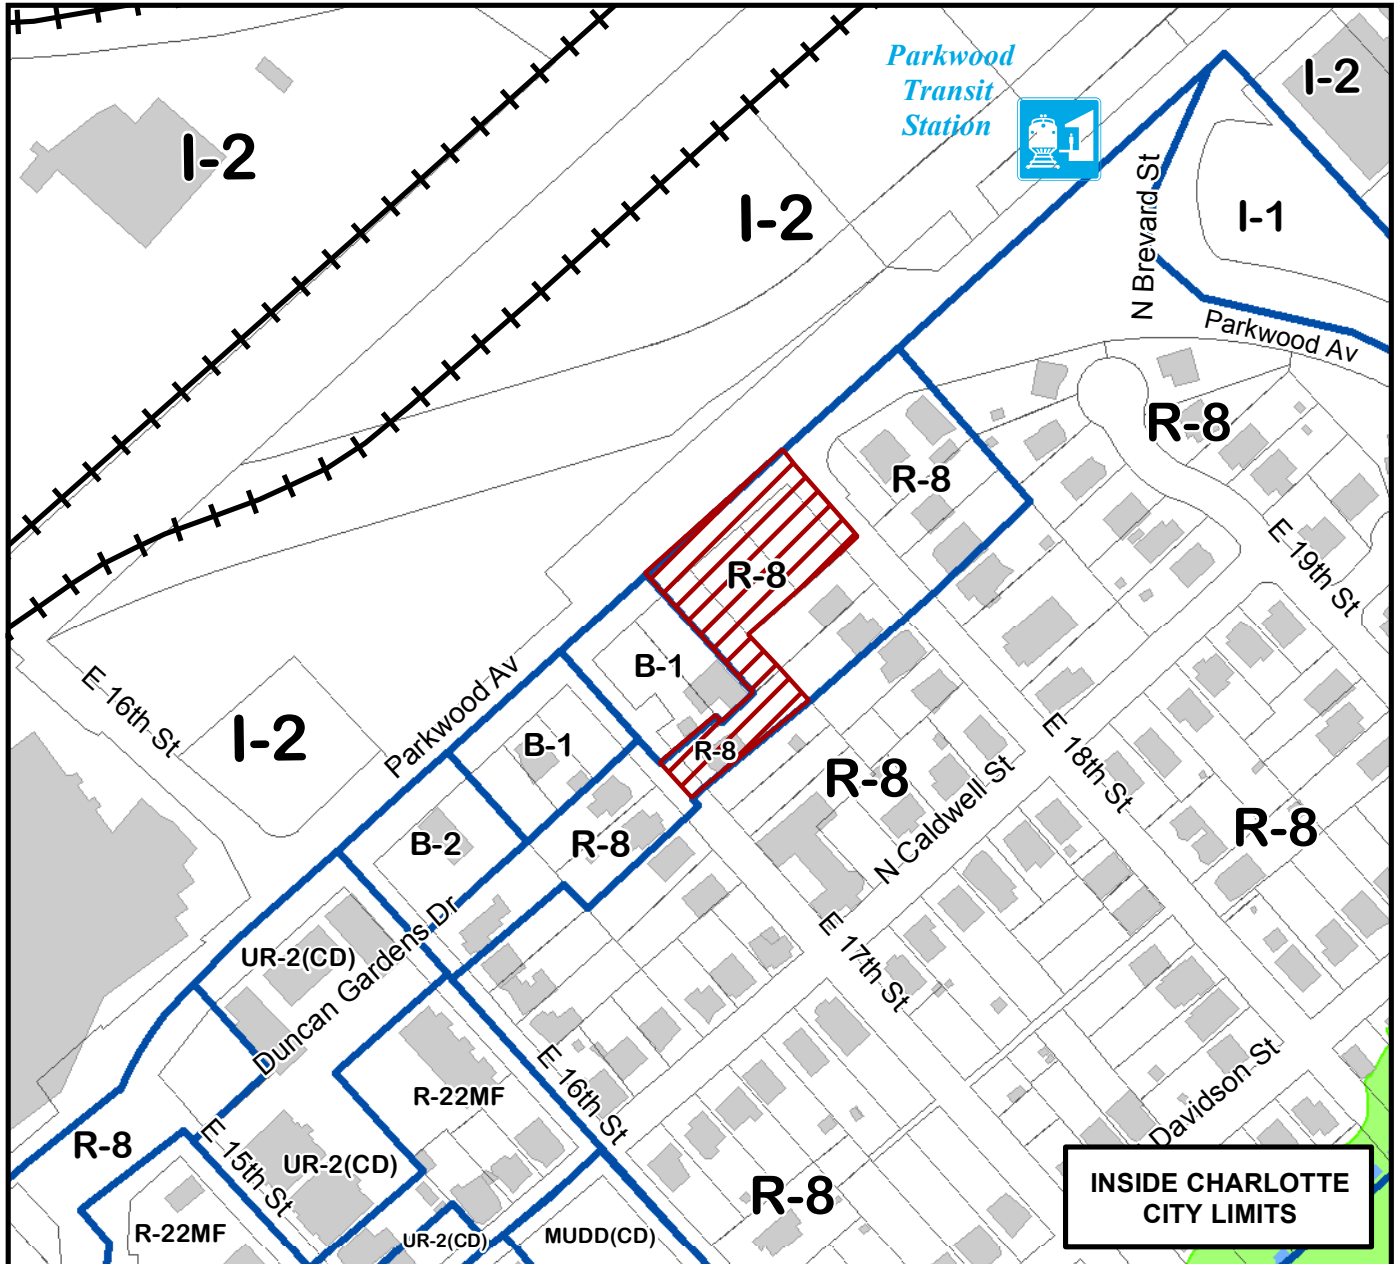 Parkwood
Transit
Station
I-2
I-2
I-2
N Brevard St
I-1
Parkwood Av
R-8
R-8
E 19th St
R-8
B-1
E 16th St
I-2
Parkwood Av
B-1
R-8
R-8
E 18th St
N Caldwell St
R-8
B-2
R-8
UR-2(CD)
Duncan Gardens Dr
E 17th St
E 16th St
R-22MF
Davidson St
R-8
E 15th St
UR-2(CD)
R-8
INSIDE CHARLOTTE
CITY LIMITS
R-22MF
UR-2(CD)
MUDD(CD)